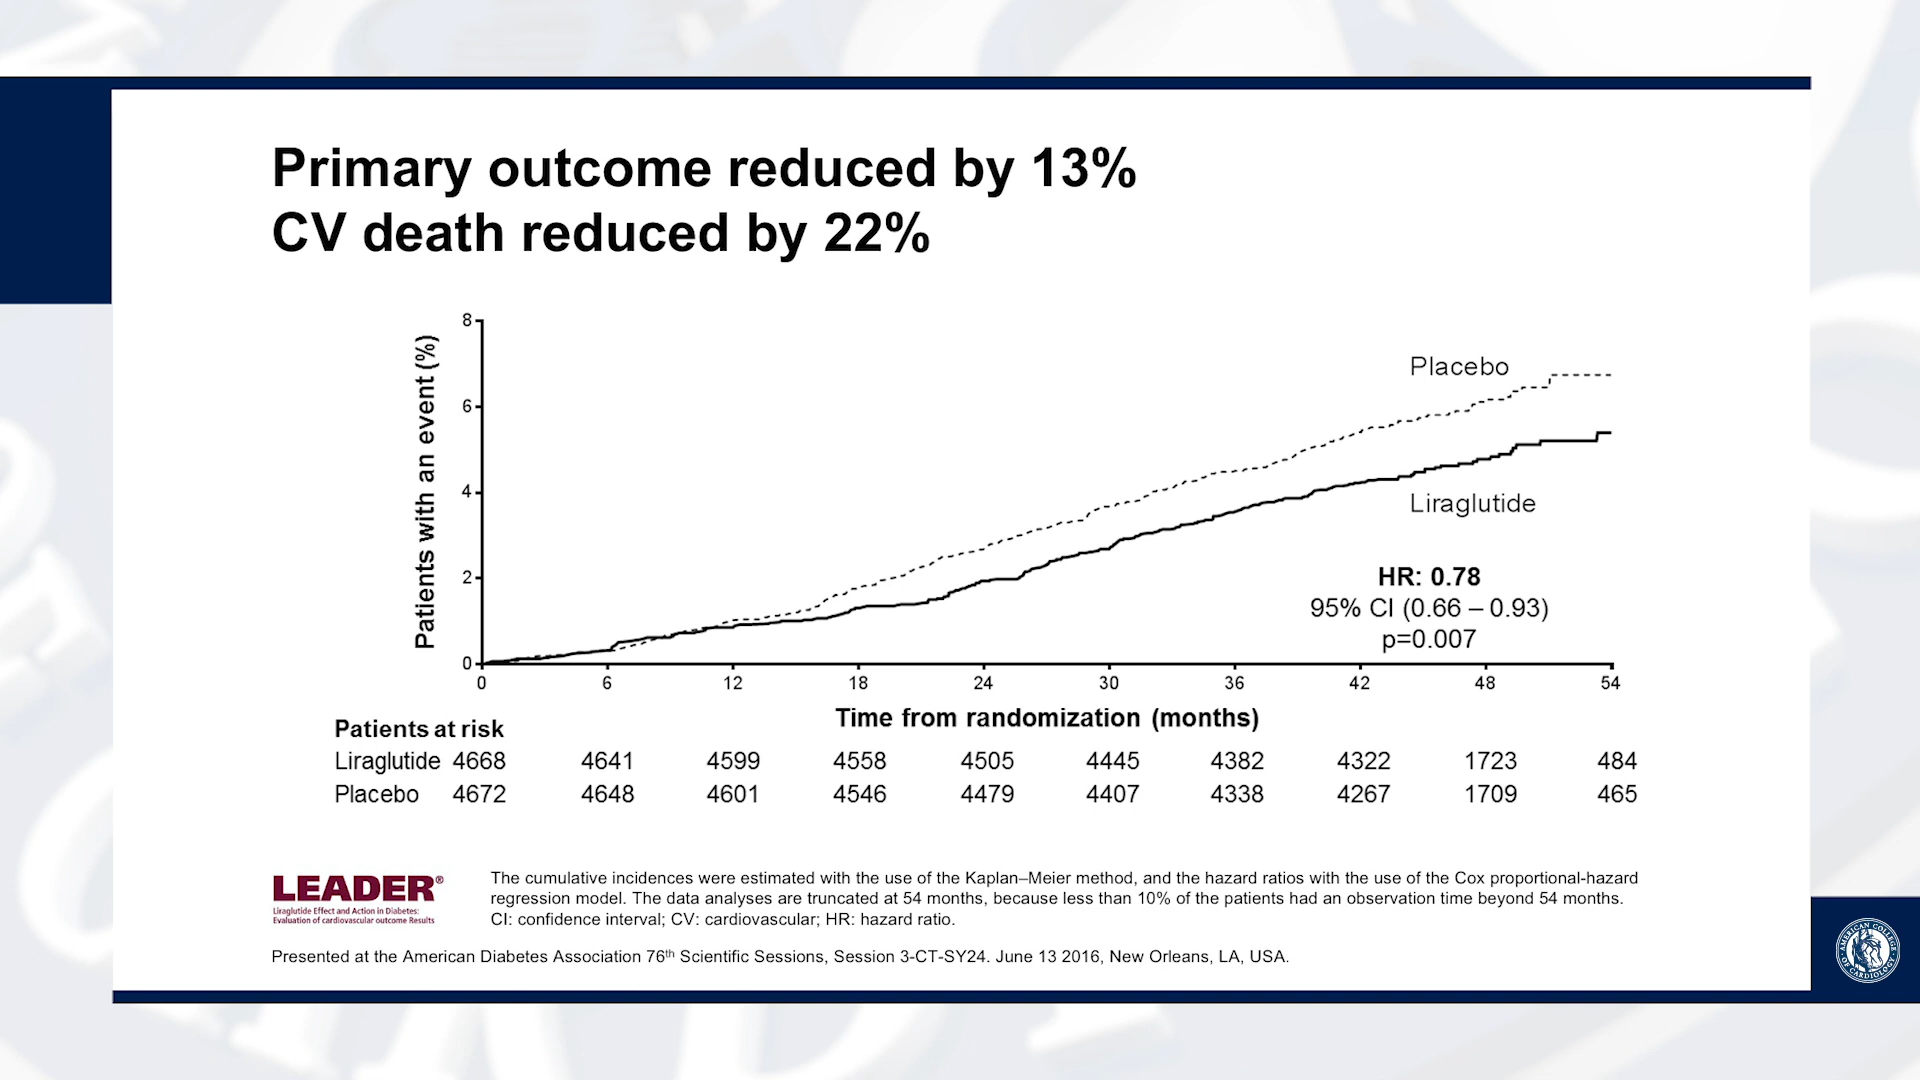 Primary outcome reduced by 13%
CV death reduced by 22%
Patients with an event (%)
8
6
4
2
0
Placebo
Liraglutide
HR: 0.78
95% CI (0.66 – 0.93)
p=0.007
0 6 12 18 24 30 36 42 48 54
Time from randomization (months)
Patients at risk
Liraglutide 4668 4641 4599 4558 4505 4445 4382 4322 1723 484
Placebo 4672 4648 4601 4546 4479 4407 4338 4267 1709 465
LEADER®
Liraglutide Effect and Action in Diabetes:
Evaluation of cardiovascular outcome Results
The cumulative incidences were estimated with the use of the Kaplan–Meier method, and the hazard ratios with the use of the Cox proportional-hazard
regression model. The data analyses are truncated at 54 months, because less than 10% of the patients had an observation time beyond 54 months.
CI: confidence interval; CV: cardiovascular; HR: hazard ratio.
Presented at the American Diabetes Association 76th Scientific Sessions, Session 3-CT-SY24. June 13 2016, New Orleans, LA, USA.
AMERICAN COLLEGE
OF CARDIOLOGY